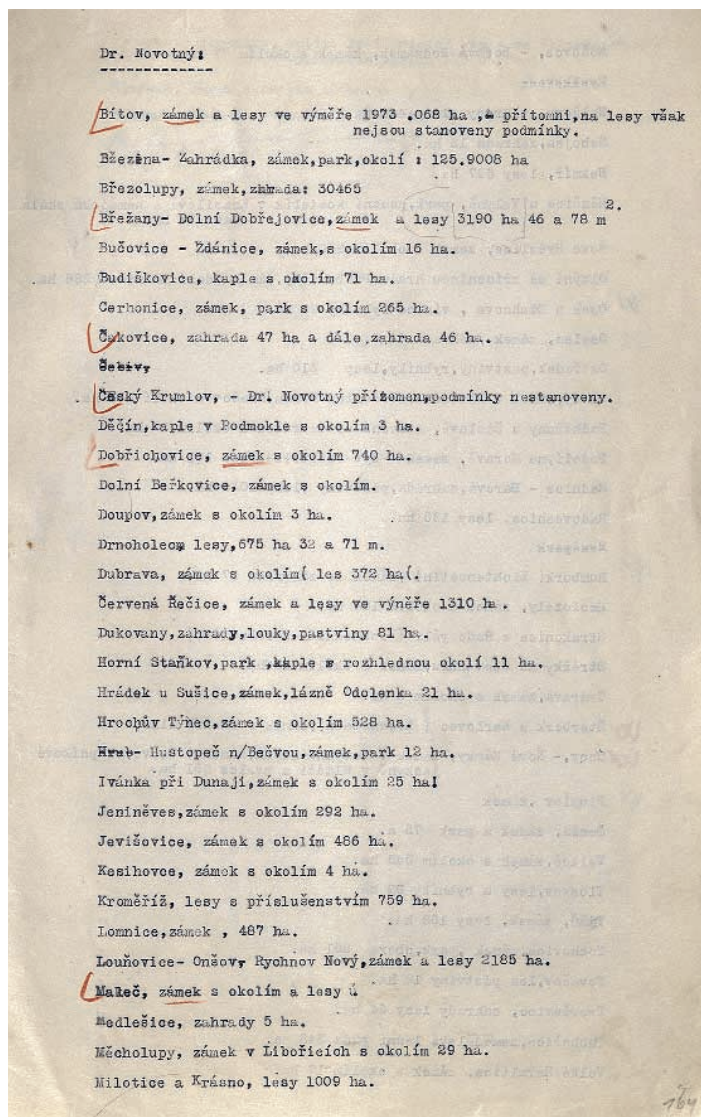 Dr. Novotný:
Bítov, zámek a lesy ve výměře 1973 .068 ha , přítomni, na lesy však
nejsou stanoveny podmínky.
Březina- Zahrádka, zámek,park,okolí : 125.9008 ha
Březolupy, zámek,zahrada: 30465
Břežany- Dolní Dobřejovice,zámek a lesy 3190 ha 46 a 78 m2.
Bučovice - Ždánice, zámek,s okolím 16 ha.
Budiškovice, kaple s okolím 71 ha.
Cerhonice, zámek, park s okolím 265 ha.
Čakovice, zahrada 47 ha a dále,zahrada 46 ha.
Český Krumlov, - Dr. Novotný přítomen,podmínky nestanoveny.
Děčín,kaple v Podmokle s okolím 3 ha.
Dobřichovice, zámek s okolím 740 ha.
Dolní Beřkovice, zámek s okolím.
Doupov,zámek s okolím 3 ha.
Drnoholec, lesy,675 ha 32 a 71 m.
Dubrava, zámek s okolím( les 372 ha(.
Červená Řečice, zámek a lesy ve výněře 1310 ha.
Dukovany,zahrady,louky,pastviny 81 ha.
Horní Staňkov,park ,kaple s rozhlednou okolí 11 ha.
Hrádek u Sušice,zámek,lázně Odolenka 21 ha.
Hrochův Týnec,zámek s okolím 528 ha.
Hrub- Hustopeč n/Bečvou,zámek,park 12 ha.
Ivánka při Dunaji,zámek s okolím 25 ha!
Jeniněves,zámek s okolím 292 ha.
Jevišovice, zámek s okolím 486 ha.
Kesihovce, zámek s okolím 4 ha.
Kroměříž, lesy s příslušenstvím 759 ha.
Lomnice,zámek , 487 ha.
Louňovice- Onšov, Rychnov Nový,zámek a lesy 2185 ha.
Maleč, zámek s okolím a lesy ú
Medlešice, zahrady 5 ha.
Měcholupy, zámek v Libořicích s okolím 29 ha.
Milotice a Krásno, lesy 1009 ha.